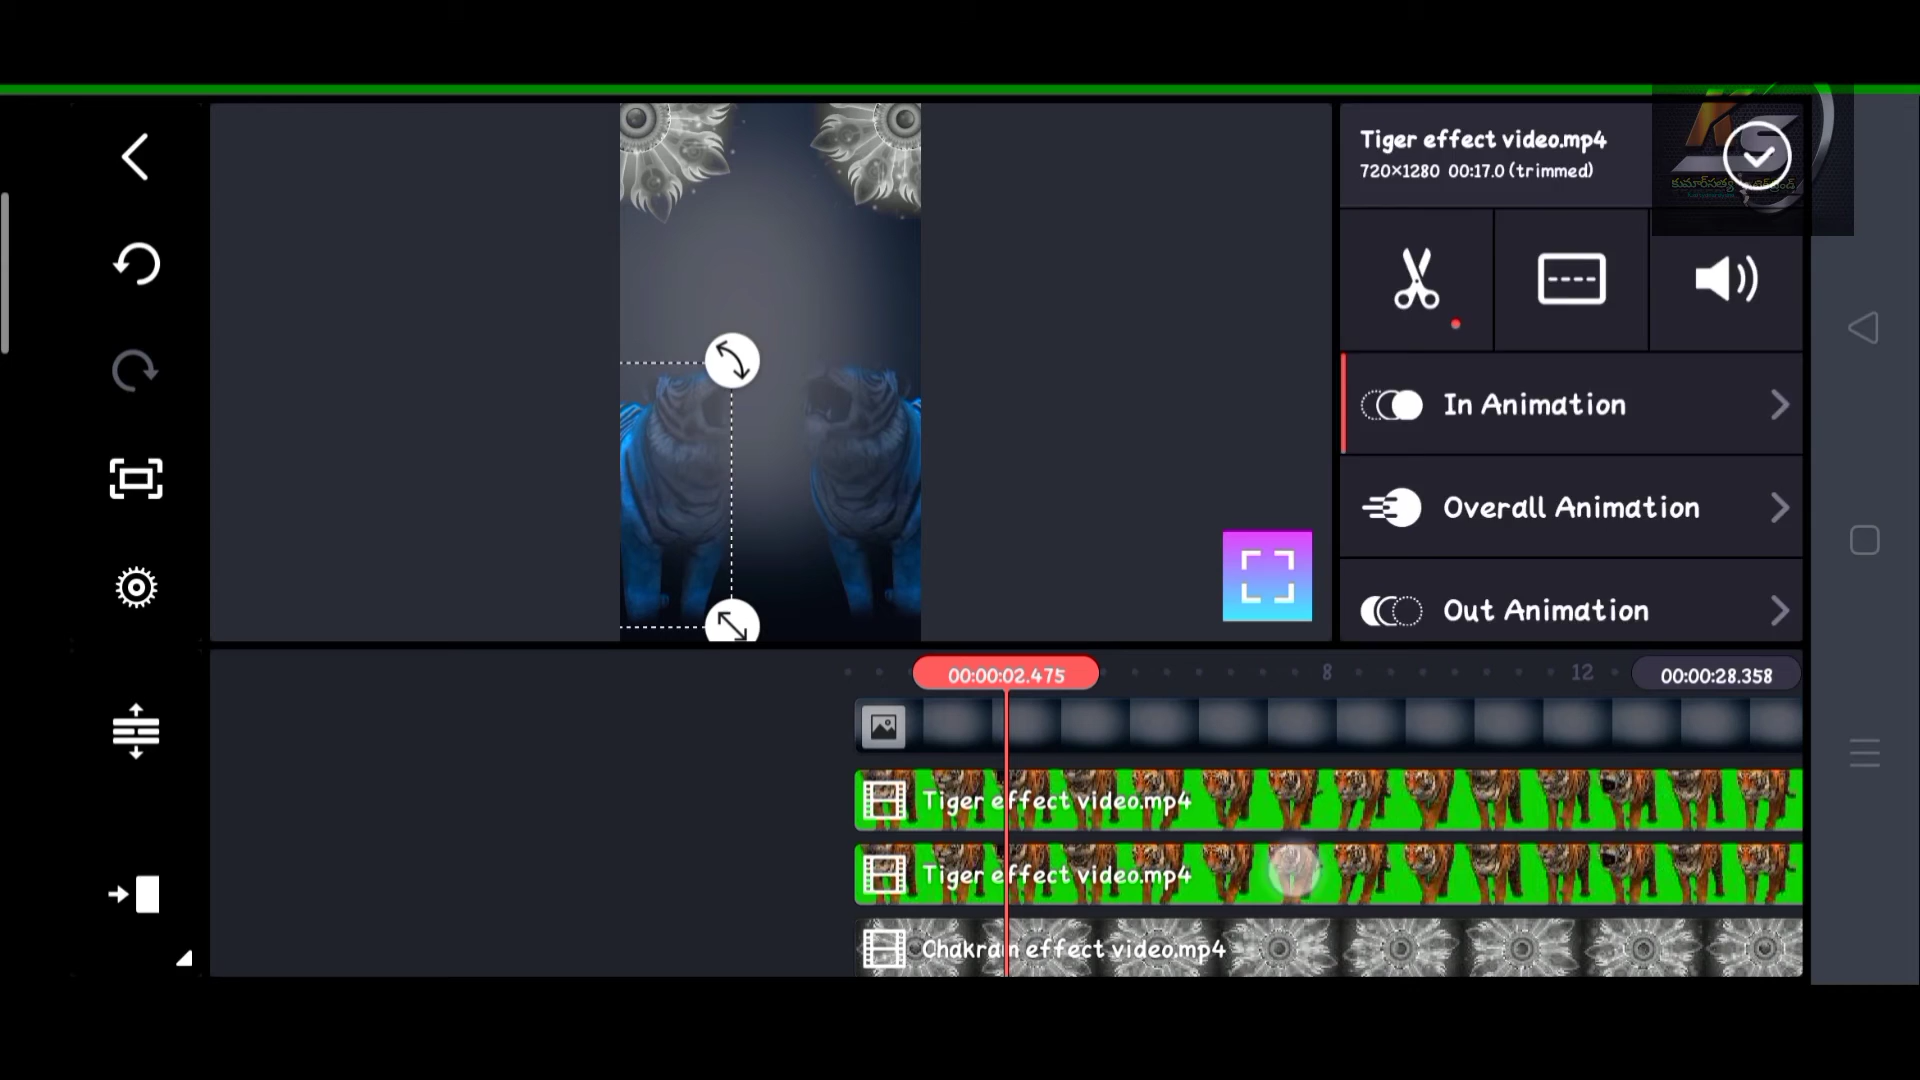 Tiger effect video.mp4
720×1280 00:17.0 (trimmed)
KS
In Animation
Overall Animation
Out Animation
00:00:02.475
8
12
00:00:28.358
Tiger effect video.mp4
Tiger effect video.mp4
Chakram effect video.mp4